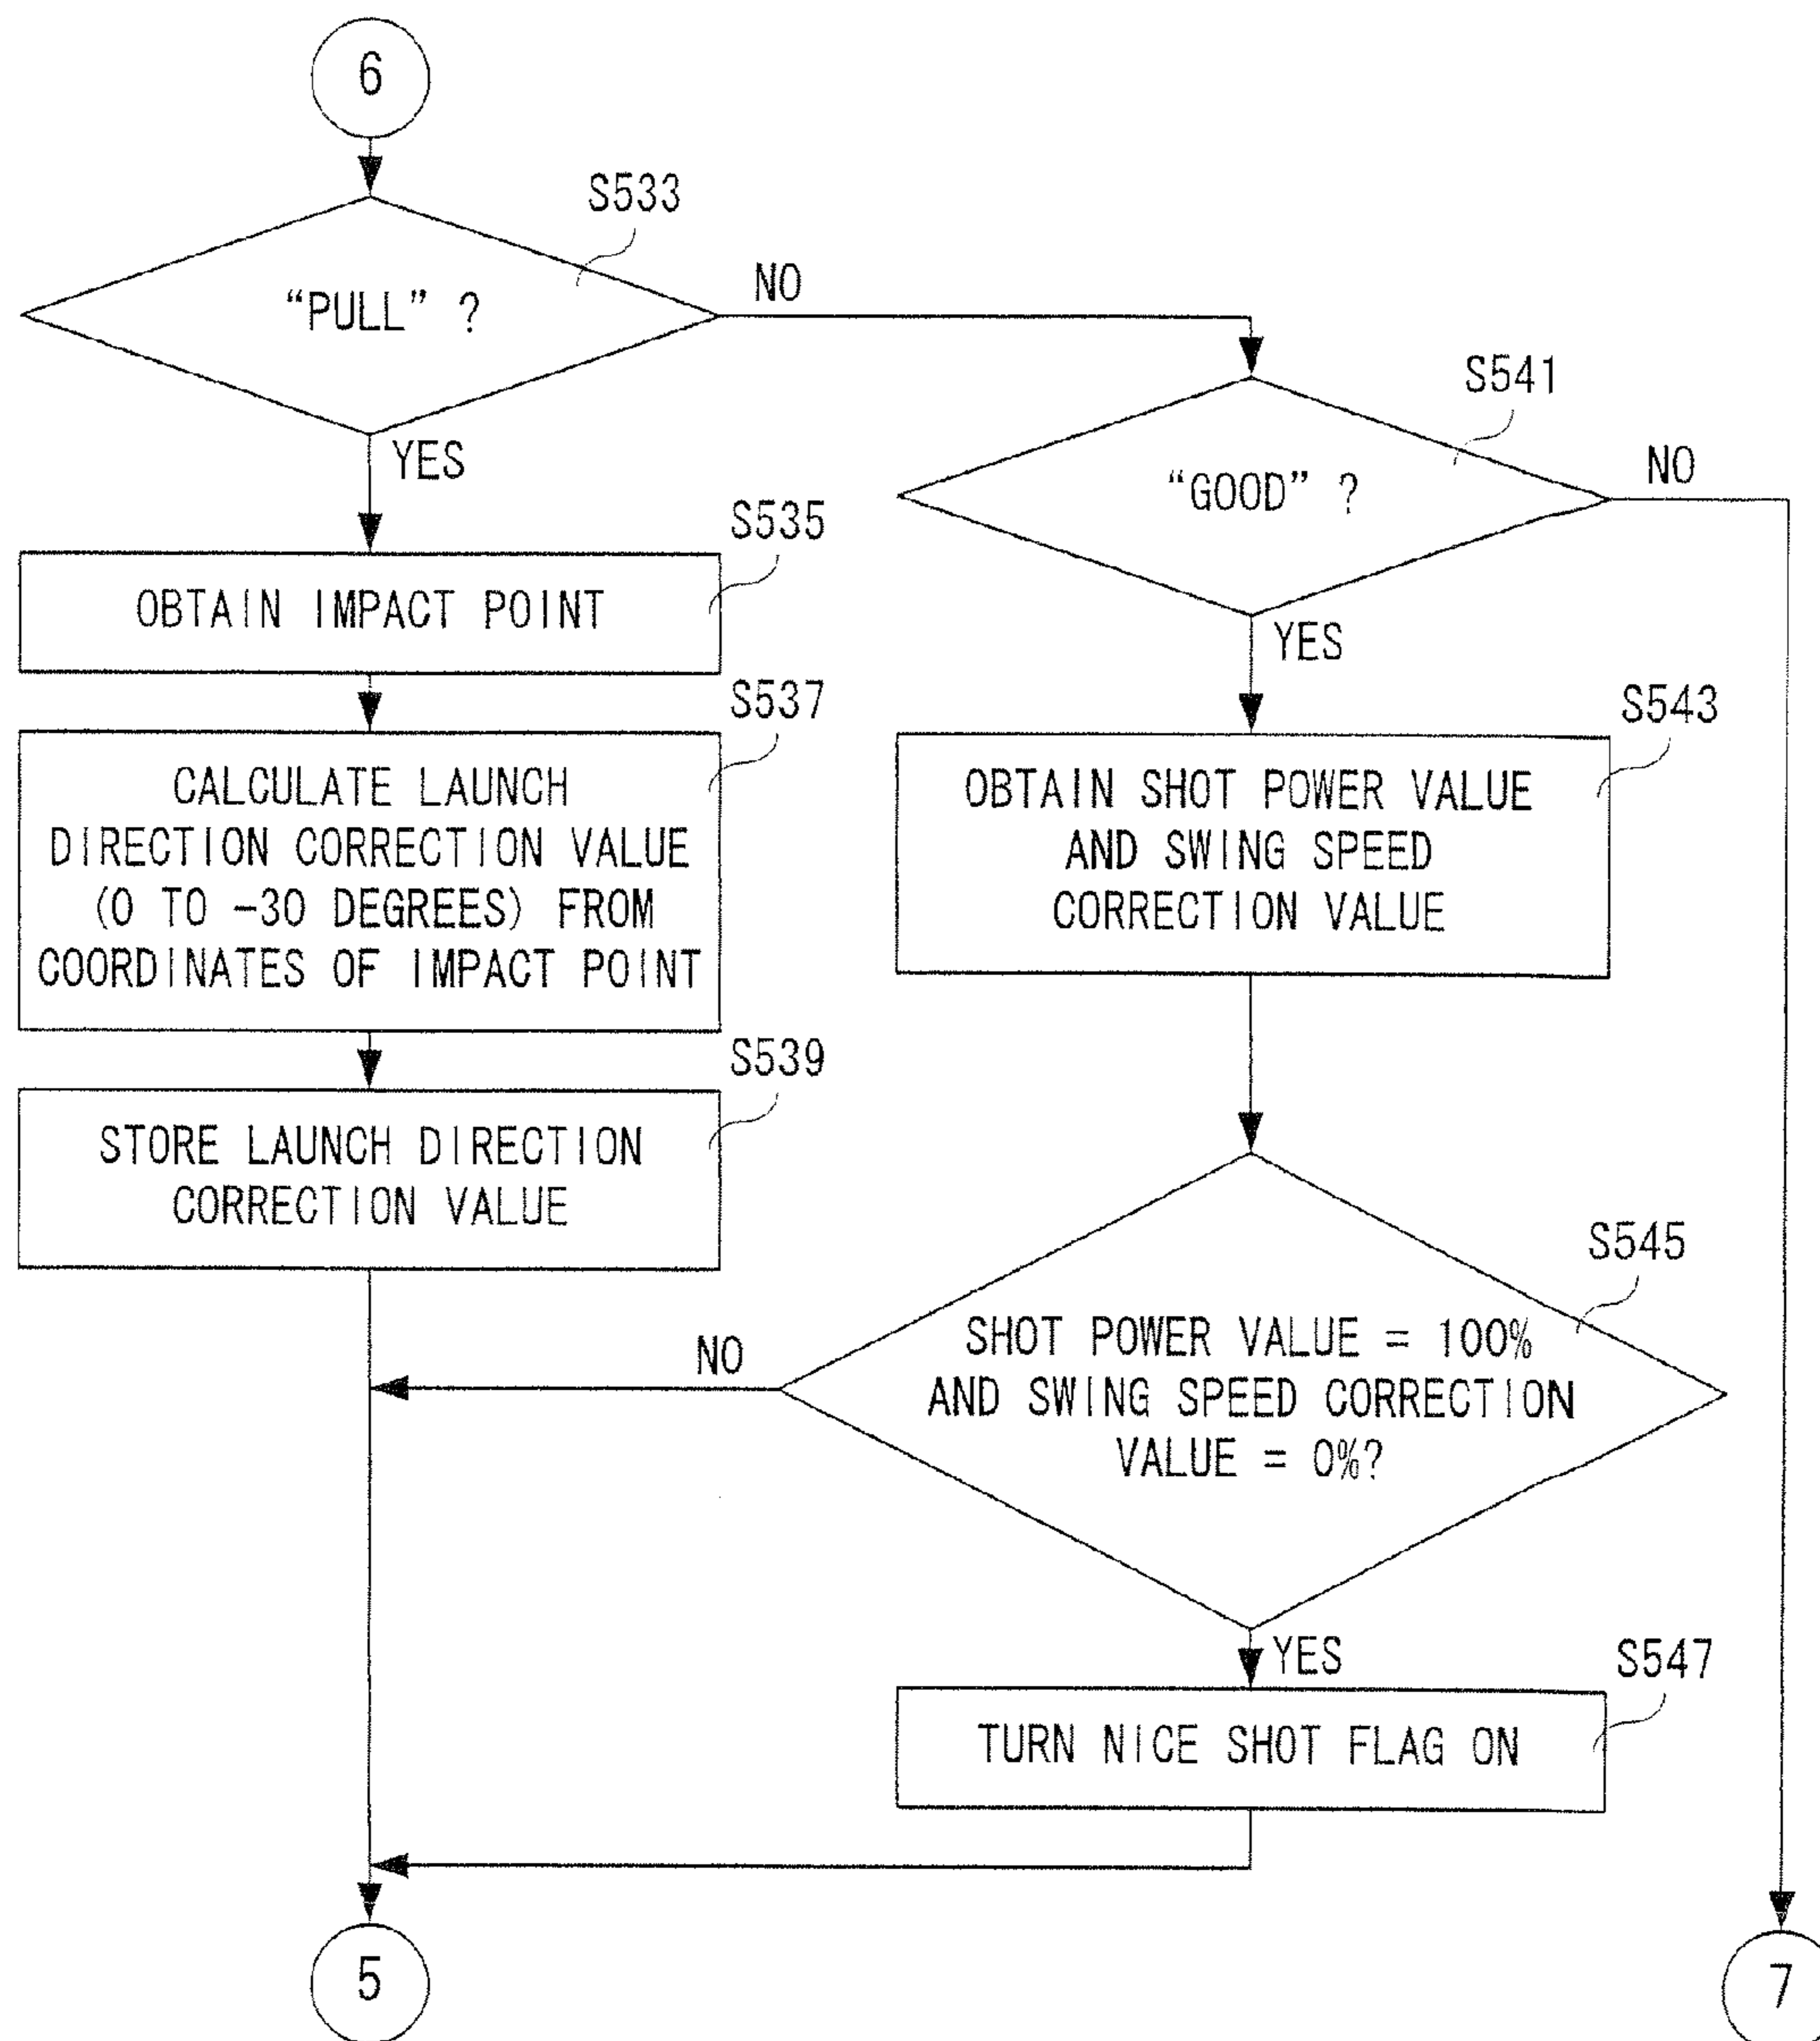 6
S533
"PULL" ?
NO
YES
S541
"GOOD" ?
NO
YES
S535
OBTAIN IMPACT POINT
S537
CALCULATE LAUNCH
DIRECTION CORRECTION VALUE
(0 TO -30 DEGREES) FROM
COORDINATES OF IMPACT POINT
S543
OBTAIN SHOT POWER VALUE
AND SWING SPEED
CORRECTION VALUE
S539
STORE LAUNCH DIRECTION
CORRECTION VALUE
S545
SHOT POWER VALUE = 100%
AND SWING SPEED CORRECTION
VALUE = 0%?
NO
YES
S547
TURN NICE SHOT FLAG ON
5
7